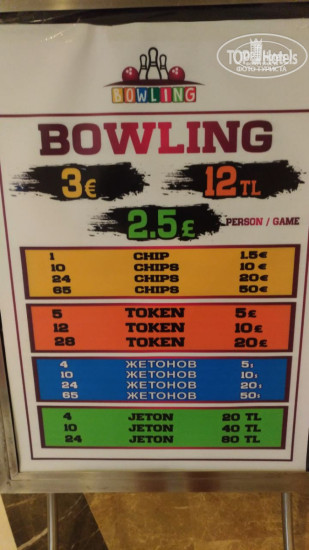 TOP Hotels
ФОТО ТУРИСТА
BOWLING
BOWLING
3€
12TL
2.5£
PERSON / GAME
1 CHIP 1.5€
10 CHIPS 10€
24 CHIPS 20€
65 CHIPS 50€
5 TOKEN 5£
12 TOKEN 10£
28 TOKEN 20£
4 ЖЕТОНОВ 5
10 ЖЕТОНОВ 10
24 ЖЕТОНОВ 20
65 ЖЕТОНОВ 50
4 JETON 20 TL
10 JETON 40 TL
24 JETON 80 TL